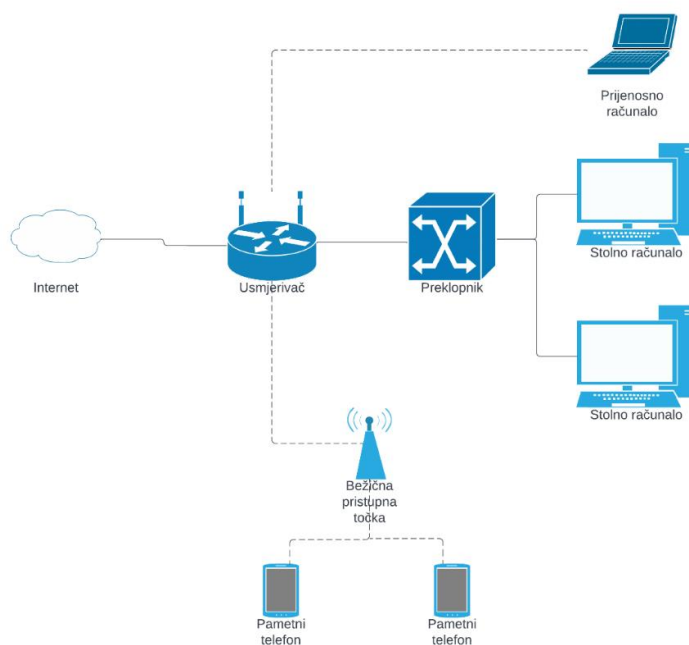 Prijenosno
računalo
Stolno računalo
Internet
Usmjerivač
Preklopnik
Stolno računalo
Bežična
pristupna
točka
Pametni
telefon
Pametni
telefon